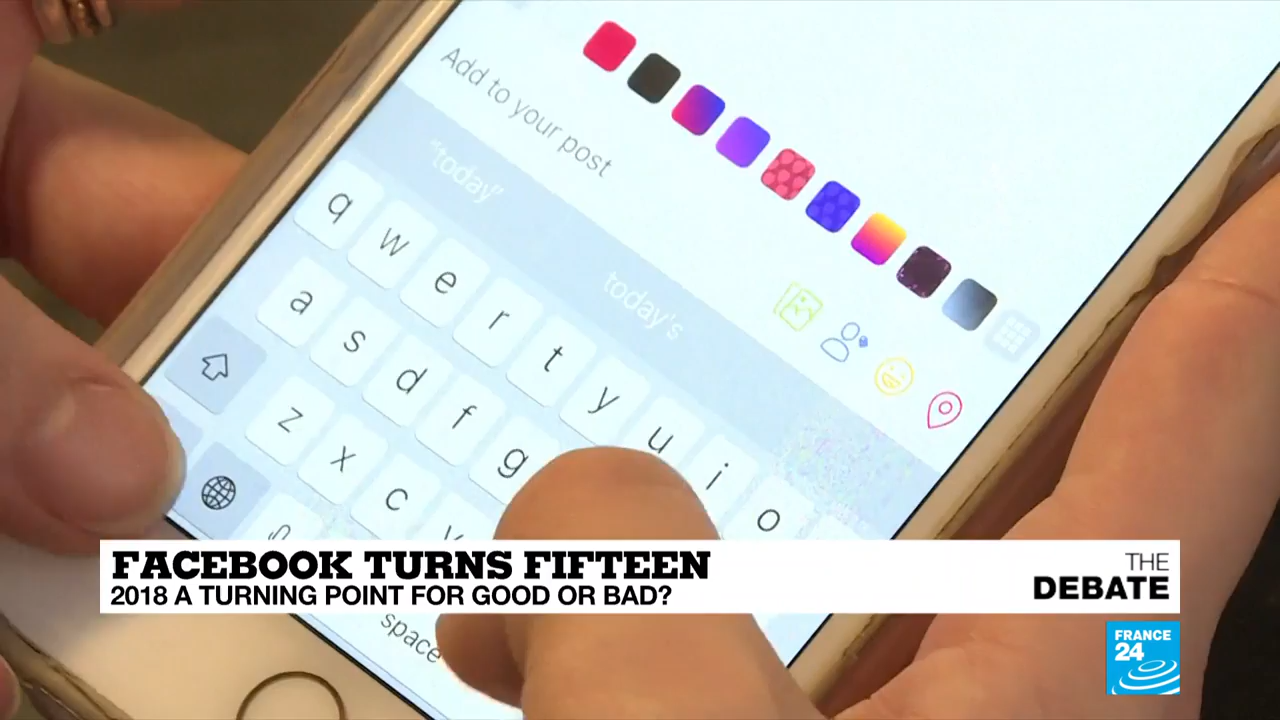 Add to your post
"today"
today's
q w e r t y u i o
a s d f g
z x c v
space
FACEBOOK TURNS FIFTEEN
2018 A TURNING POINT FOR GOOD OR BAD?
THE
DEBATE
FRANCE
24